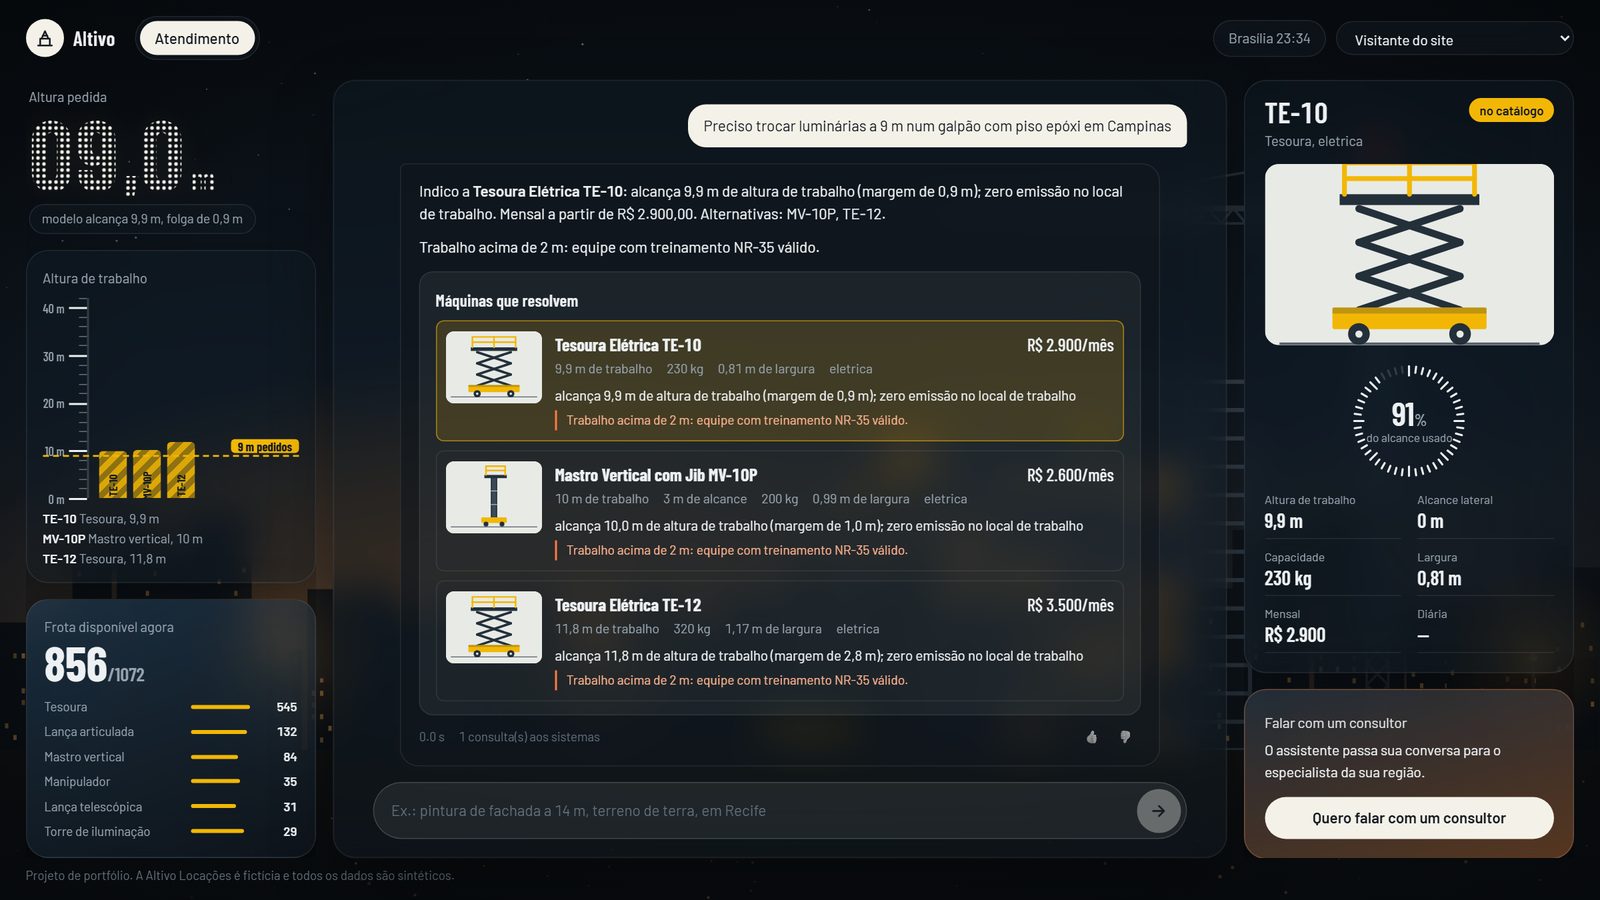 Altivo
Atendimento
Brasília 23:34
Visitante do site
Altura pedida
09,0 m
modelo alcança 9,9 m, folga de 0,9 m
Altura de trabalho
40 m
30 m
20 m
10 m
0 m
9 m pedidos
TE-10
MV-10P
TE-12
TE-10 Tesoura, 9,9 m
MV-10P Mastro vertical, 10 m
TE-12 Tesoura, 11,8 m
Frota disponível agora
856/1072
Tesoura 545
Lança articulada 132
Mastro vertical 84
Manipulador 35
Lança telescópica 31
Torre de iluminação 29
Preciso trocar luminárias a 9 m num galpão com piso epóxi em Campinas
Indico a Tesoura Elétrica TE-10: alcança 9,9 m de altura de trabalho (margem de 0,9 m); zero emissão no local
de trabalho. Mensal a partir de R$ 2.900,00. Alternativas: MV-10P, TE-12.
Trabalho acima de 2 m: equipe com treinamento NR-35 válido.
Máquinas que resolvem
Tesoura Elétrica TE-10 R$ 2.900/mês
9,9 m de trabalho 230 kg 0,81 m de largura eletrica
alcança 9,9 m de altura de trabalho (margem de 0,9 m); zero emissão no local de trabalho
Trabalho acima de 2 m: equipe com treinamento NR-35 válido.
Mastro Vertical com Jib MV-10P R$ 2.600/mês
10 m de trabalho 3 m de alcance 200 kg 0,99 m de largura eletrica
alcança 10,0 m de altura de trabalho (margem de 1,0 m); zero emissão no local de trabalho
Trabalho acima de 2 m: equipe com treinamento NR-35 válido.
Tesoura Elétrica TE-12 R$ 3.500/mês
11,8 m de trabalho 320 kg 1,17 m de largura eletrica
alcança 11,8 m de altura de trabalho (margem de 2,8 m); zero emissão no local de trabalho
Trabalho acima de 2 m: equipe com treinamento NR-35 válido.
0.0 s 1 consulta(s) aos sistemas
Ex.: pintura de fachada a 14 m, terreno de terra, em Recife
TE-10
no catálogo
Tesoura, eletrica
91%
do alcance usado
Altura de trabalho Alcance lateral
9,9 m 0 m
Capacidade Largura
230 kg 0,81 m
Mensal Diária
R$ 2.900 —
Falar com um consultor
O assistente passa sua conversa para o
especialista da sua região.
Quero falar com um consultor
Projeto de portfólio. A Altivo Locações é fictícia e todos os dados são sintéticos.